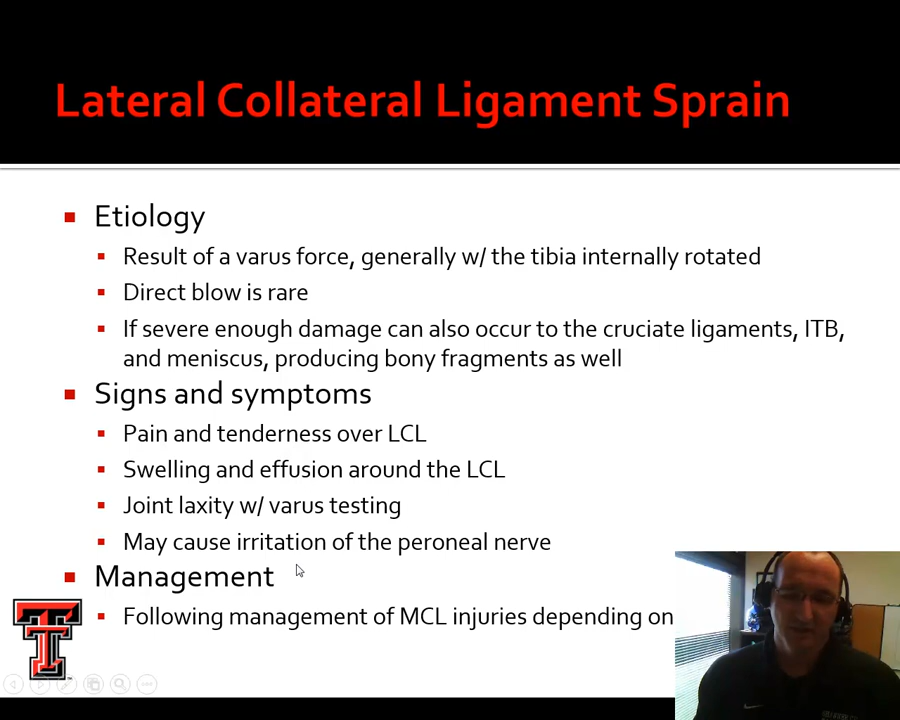 Lateral Collateral Ligament Sprain
Etiology
Result of a varus force, generally w/ the tibia internally rotated
Direct blow is rare
If severe enough damage can also occur to the cruciate ligaments, ITB,
and meniscus, producing bony fragments as well
Signs and symptoms
Pain and tenderness over LCL
Swelling and effusion around the LCL
Joint laxity w/ varus testing
May cause irritation of the peroneal nerve
Management
Following management of MCL injuries depending on